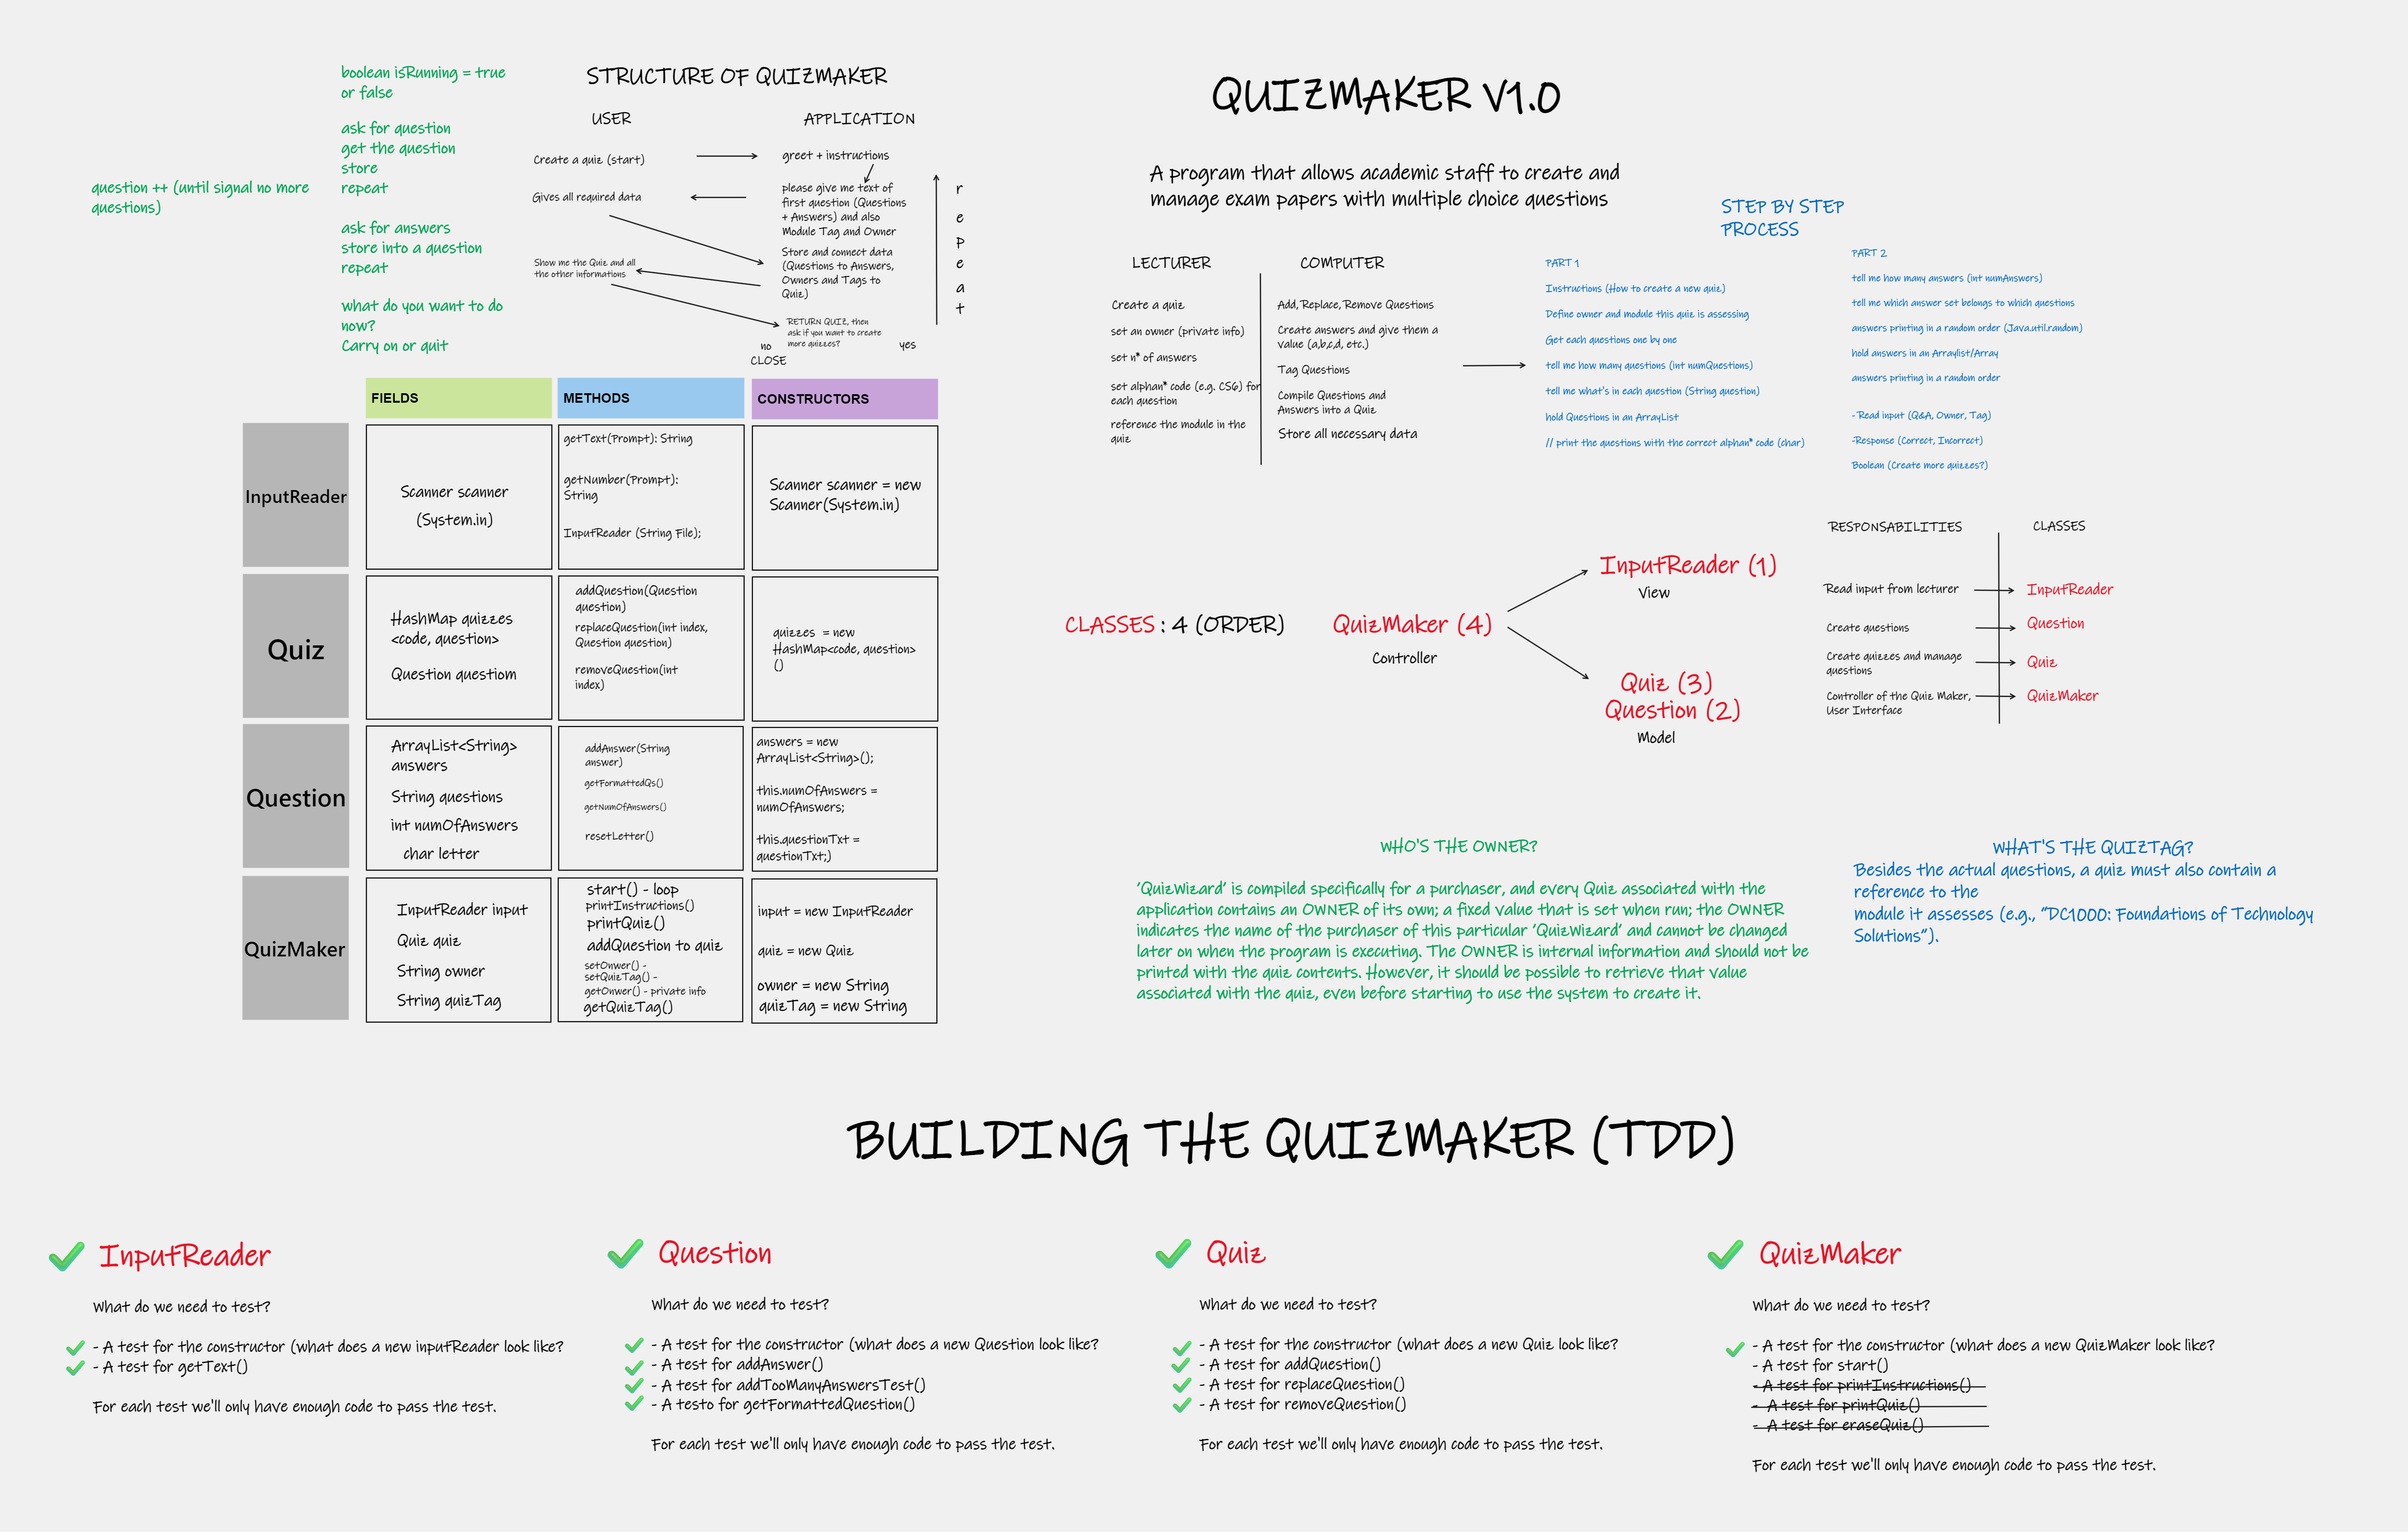 boolean isRunning = true
or false
ask for question
get the question
store
repeat
question ++ (until signal no more
questions)
ask for answers
store into a question
repeat
what do you want to do
now?
Carry on or quit
STRUCTURE OF QUIZMAKER
USER
APPLICATION
Create a quiz (start)
greet + instructions
Gives all required data
please give me text of
first question (Questions
+ Answers) and also
Module Tag and Owner
Show me the Quiz and all
the other informations
Store and connect data
(Questions to Answers,
Owners and Tags to
Quiz)
RETURN QUIZ, then
ask if you want to create
more quizzes?
no
yes
CLOSE
r
e
p
e
a
t
FIELDS
METHODS
CONSTRUCTORS
InputReader
Scanner scanner
(System.in)
getText(Prompt): String
getNumber(Prompt):
String
InputReader (String File);
Scanner scanner = new
Scanner(System.in)
Quiz
HashMap quizzes
<code, question>
Question questiom
addQuestion(Question
question)
replaceQuestion(int index,
Question question)
removeQuestion(int
index)
quizzes = new
HashMap<code, question>
()
Question
ArrayList<String>
answers
String questions
int numOfAnswers
char letter
addAnswer(String
answer)
getFormattedQs()
getNumOfAnswers()
resetLetter()
answers = new
ArrayList<String>();
this.numOfAnswers =
numOfAnswers;
this.questionTxt =
questionTxt;)
QuizMaker
InputReader input
Quiz quiz
String owner
String quizTag
start() - loop
printInstructions()
printQuiz()
addQuestion to quiz
setOnwer() -
setQuizTag() -
getOnwer() - private info
getQuizTag()
input = new InputReader
quiz = new Quiz
owner = new String
quizTag = new String
QUIZMAKER V1.0
A program that allows academic staff to create and
manage exam papers with multiple choice questions
LECTURER
COMPUTER
Create a quiz
set an owner (private info)
set n* of answers
set alphan* code (e.g. CS6) for
each question
reference the module in the
quiz
Add, Replace, Remove Questions
Create answers and give them a
value (a,b,c,d, etc.)
Tag Questions
Compile Questions and
Answers into a Quiz
Store all necessary data
STEP BY STEP
PROCESS
PART 1
Instructions (How to create a new quiz)
Define owner and module this quiz is assessing
Get each questions one by one
tell me how many questions (int numQuestions)
tell me what's in each question (String question)
hold Questions in an ArrayList
// print the questions with the correct alphan* code (char)
PART 2
tell me how many answers (int numAnswers)
tell me which answer set belongs to which questions
answers printing in a random order (Java.util.random)
hold answers in an Arraylist/Array
answers printing in a random order
- Read input (Q&A, Owner, Tag)
-Response (Correct, Incorrect)
Boolean (Create more quizzes?)
CLASSES : 4 (ORDER)
QuizMaker (4)
Controller
InputReader (1)
View
Quiz (3)
Question (2)
Model
RESPONSABILITIES
CLASSES
Read input from lecturer
InputReader
Create questions
Question
Create quizzes and manage
questions
Quiz
Controller of the Quiz Maker,
User Interface
QuizMaker
WHO'S THE OWNER?
'QuizWizard' is compiled specifically for a purchaser, and every Quiz associated with the
application contains an OWNER of its own; a fixed value that is set when run; the OWNER
indicates the name of the purchaser of this particular 'QuizWizard' and cannot be changed
later on when the program is executing. The OWNER is internal information and should not be
printed with the quiz contents. However, it should be possible to retrieve that value
associated with the quiz, even before starting to use the system to create it.
WHAT'S THE QUIZTAG?
Besides the actual questions, a quiz must also contain a
reference to the
module it assesses (e.g., "DC1000: Foundations of Technology
Solutions").
BUILDING THE QUIZMAKER (TDD)
InputReader
What do we need to test?
- A test for the constructor (what does a new inputReader look like?
- A test for getText()
For each test we'll only have enough code to pass the test.
Question
What do we need to test?
- A test for the constructor (what does a new Question look like?
- A test for addAnswer()
- A test for addTooManyAnswersTest()
- A testo for getFormattedQuestion()
For each test we'll only have enough code to pass the test.
Quiz
What do we need to test?
- A test for the constructor (what does a new Quiz look like?
- A test for addQuestion()
- A test for replaceQuestion()
- A test for removeQuestion()
For each test we'll only have enough code to pass the test.
QuizMaker
What do we need to test?
- A test for the constructor (what does a new QuizMaker look like?
- A test for start()
- A test for printInstructions()
- A test for printQuiz()
- A test for eraseQuiz()
For each test we'll only have enough code to pass the test.